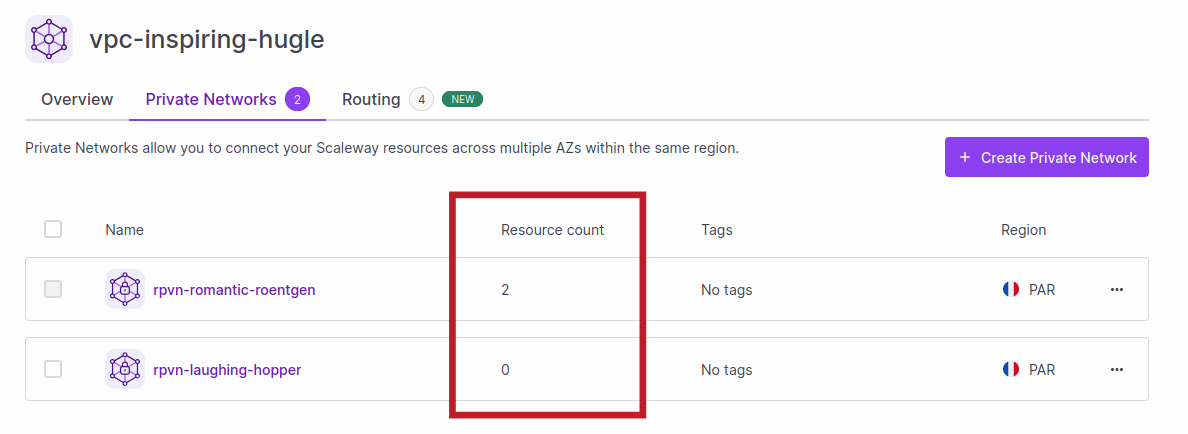 vpc-inspiring-hugle
Overview Private Networks 2 Routing 4 NEW
Private Networks allow you to connect your Scaleway resources across multiple AZs within the same region.
+ Create Private Network
Name Resource count Tags Region
rpvn-romantic-roentgen 2 No tags PAR ...
rpvn-laughing-hopper 0 No tags PAR ...